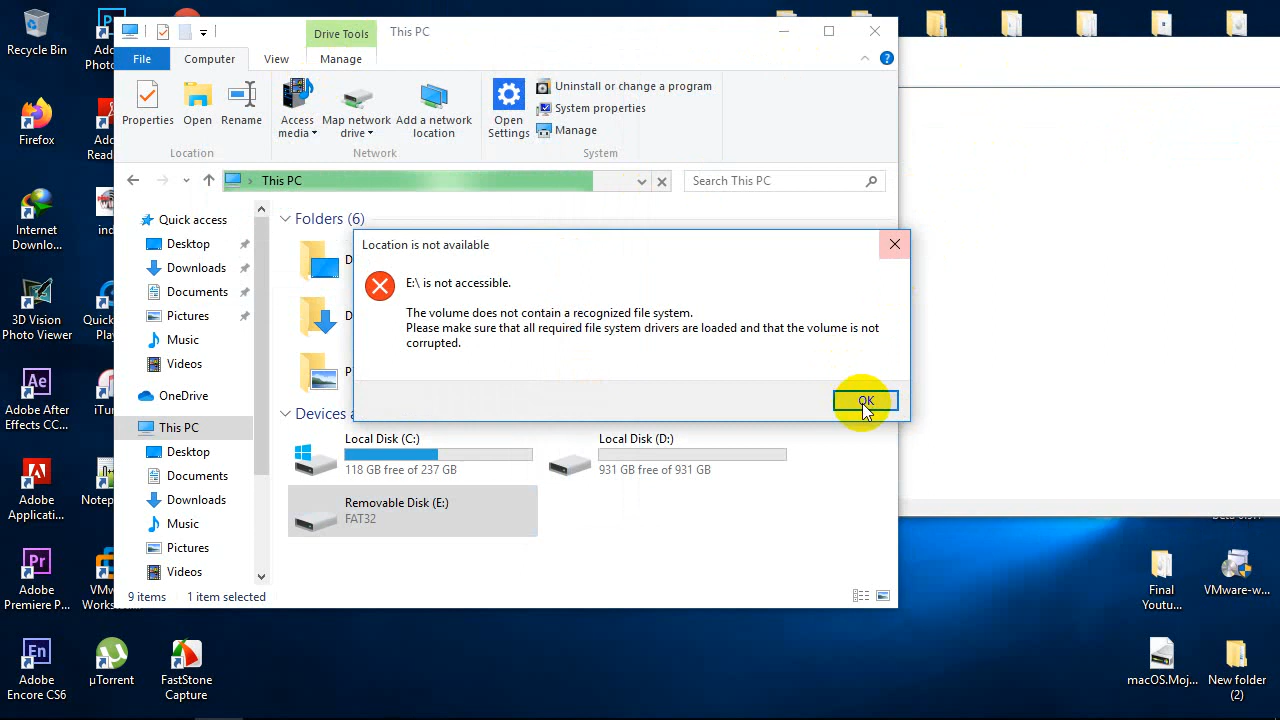 Recycle Bin
Firefox
Internet
Downlo...
3D Vision
Photo Viewer
Adobe After
Effects CC...
Adobe
Applicati...
Adobe
Premiere P...
Adobe
Encore CS6
µTorrent
FastStone
Capture
Drive Tools
This PC
File
Computer
View
Manage
Properties
Open
Rename
Access
media
Map network
drive
Add a network
location
Open
Settings
Uninstall or change a program
System properties
Manage
Location
Network
System
This PC
Search This PC
Quick access
Desktop
Downloads
Documents
Pictures
Music
Videos
OneDrive
This PC
Desktop
Documents
Downloads
Music
Pictures
Videos
Folders (6)
Location is not available
E:\ is not accessible.
The volume does not contain a recognized file system.
Please make sure that all required file system drivers are loaded and that the volume is not
corrupted.
OK
Devices
Local Disk (C:)
118 GB free of 237 GB
Local Disk (D:)
931 GB free of 931 GB
Removable Disk (E:)
FAT32
9 items
1 item selected
Final
Youtu...
VMware-w...
macOS.Moj...
New folder
(2)